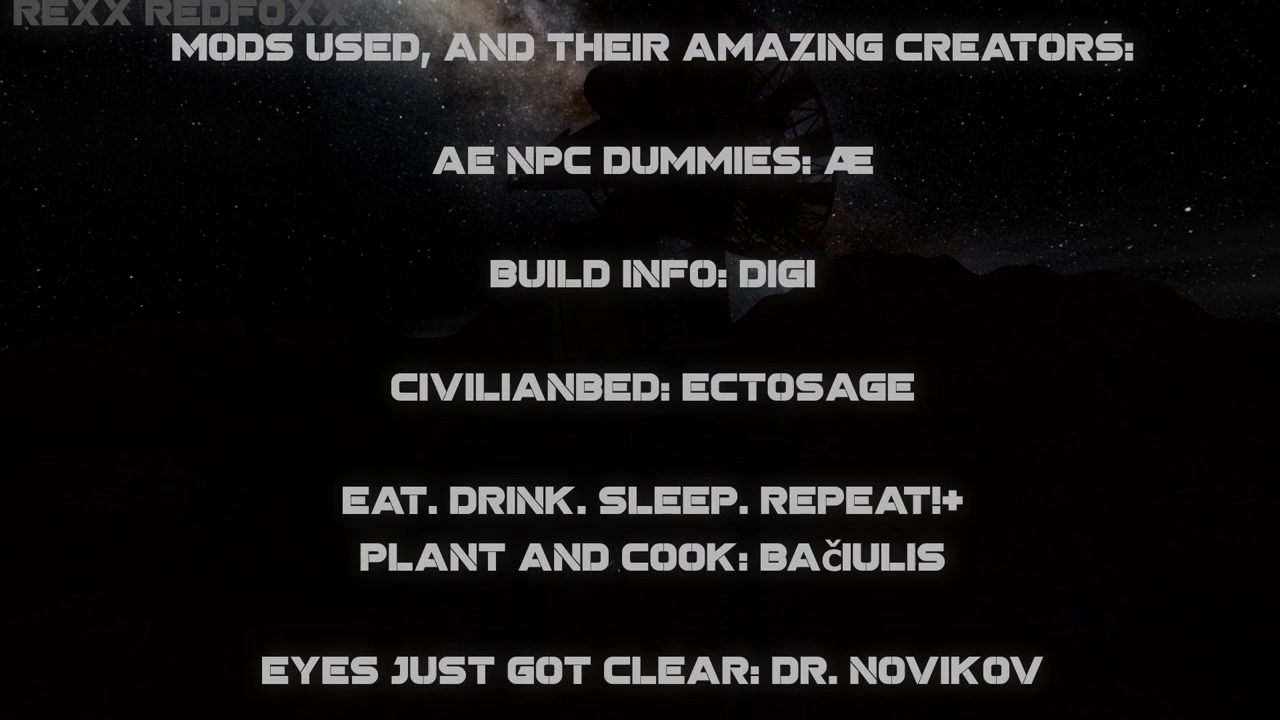 REXX REDFOXX
MODS USED, AND THEIR AMAZING CREATORS:
AE NPC DUMMIES: Æ
BUILD INFO: DIGI
CIVILIANBED: ECTOSAGE
EAT. DRINK. SLEEP. REPEAT!+
PLANT AND COOK: BAČIULIS
EYES JUST GOT CLEAR: DR. NOVIKOV